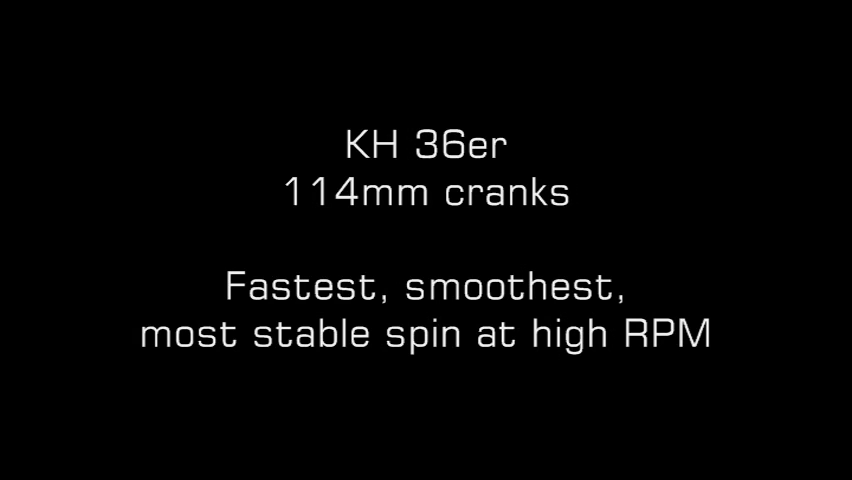 KH 36er
114mm cranks
Fastest, smoothest,
most stable spin at high RPM